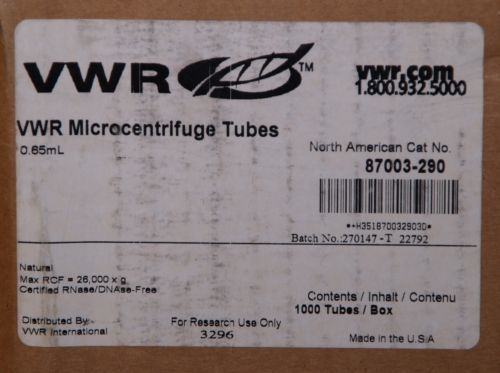 VWR TM
vwr.com
1.800.932.5000
VWR Microcentrifuge Tubes
0.65mL
North American Cat No.
87003-290
**H351870032903D*
Batch No.:270147-T 22792
Natural
Max RCF = 26,000 x g
Certified RNase/DNAse-Free
Contents / Inhalt / Contenu
1000 Tubes / Box
Distributed By:
VWR International
For Research Use Only
3296
Made in the U.S.A